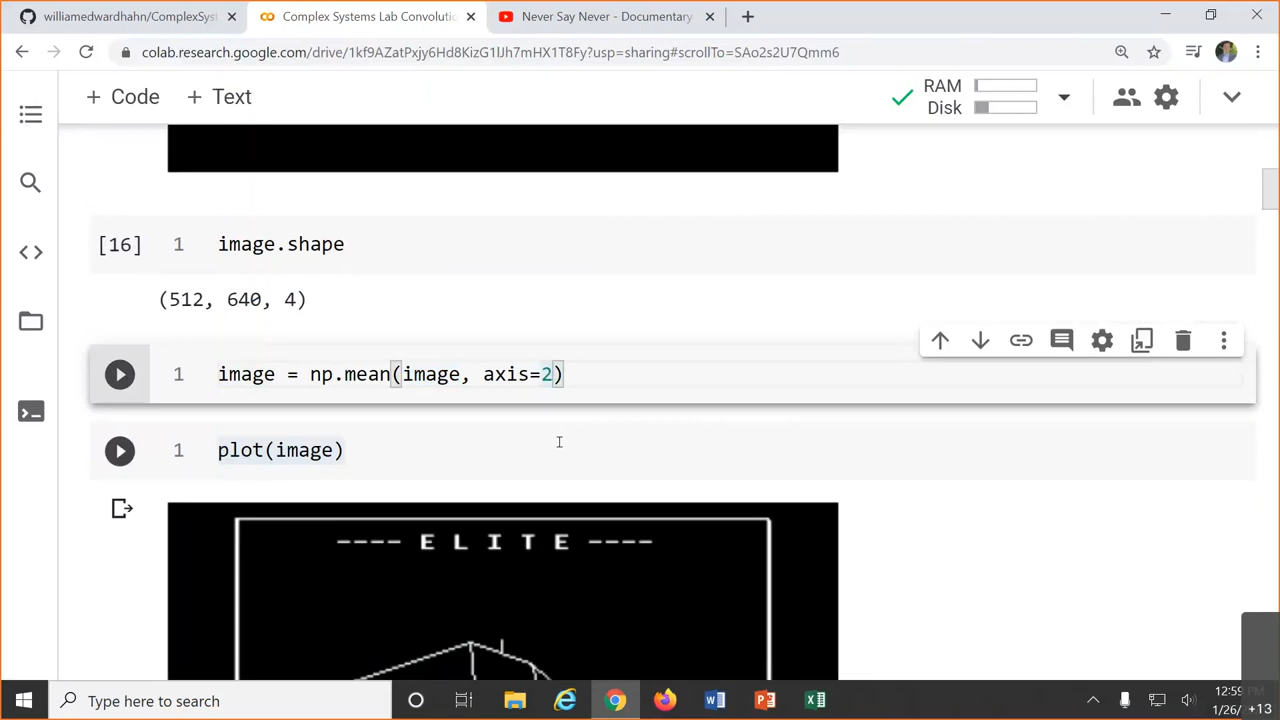 williamedwardhahn/ComplexSyst
Complex Systems Lab Convolutio
Never Say Never - Documentary
colab.research.google.com/drive/1kf9AZatPxjy6Hd8KizG1lJh7mHX1T8Fy?usp=sharing#scrollTo=SAo2s2U7Qmm6
+ Code
+ Text
RAM
Disk
[16]
1
image.shape
(512, 640, 4)
1
image = np.mean(image, axis=2)
1
plot(image)
---- E L I T E ----
Type here to search
12:59 PM
1/26/
+13